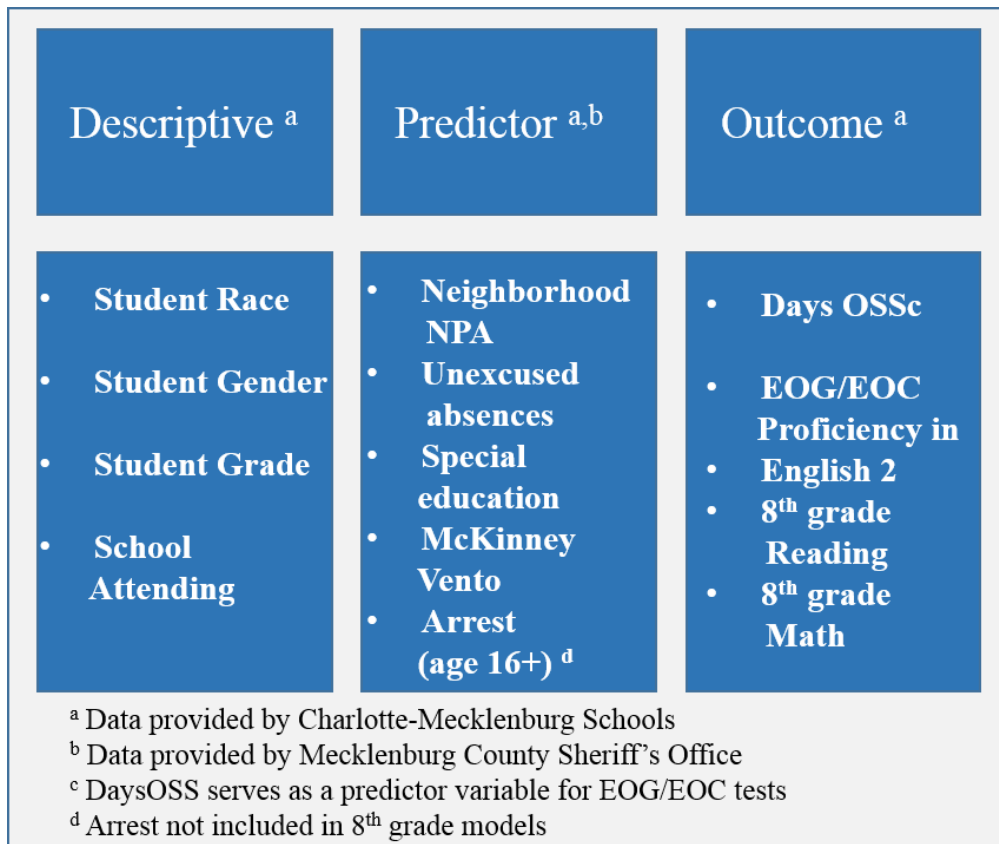 Descriptive ᵃ
Predictor ᵃ,ᵇ
Outcome ᵃ
• Student Race
• Student Gender
• Student Grade
• School
Attending
• Neighborhood
NPA
• Unexcused
absences
• Special
education
• McKinney
Vento
• Arrest
(age 16+) ᵈ
• Days OSSc
• EOG/EOC
Proficiency in
• English 2
• 8ᵗʰ grade
Reading
• 8ᵗʰ grade
Math
ᵃ Data provided by Charlotte-Mecklenburg Schools
ᵇ Data provided by Mecklenburg County Sheriff’s Office
ᶜ DaysOSS serves as a predictor variable for EOG/EOC tests
ᵈ Arrest not included in 8ᵗʰ grade models